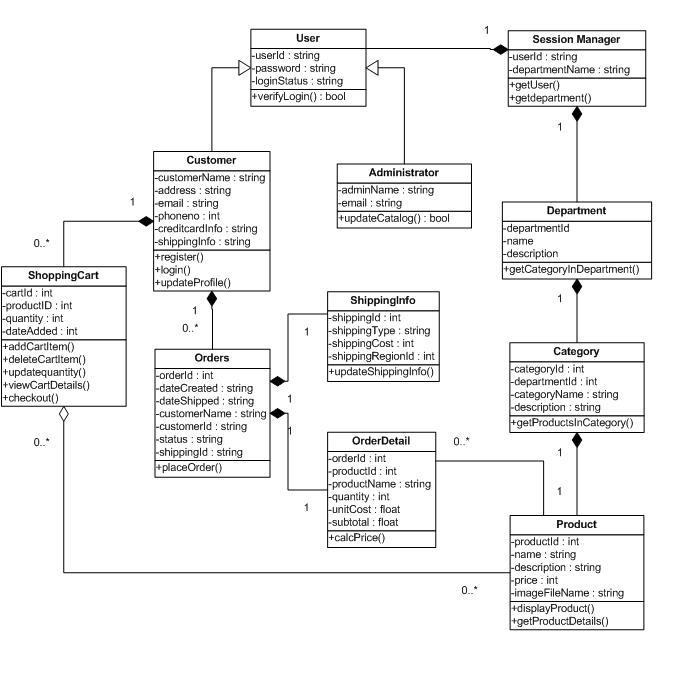 User
-userId : string
-password : string
-loginStatus : string
+verifyLogin() : bool
1
Session Manager
-userId : string
-departmentName : string
+getUser()
+getdepartment()
1
Customer
-customerName : string
-address : string
-email : string
-phoneno : int
-creditcardInfo : string
-shippingInfo : string
+register()
+login()
+updateProfile()
Administrator
-adminName : string
-email : string
+updateCatalog() : bool
1
0..*
Department
-departmentId
-name
-description
+getCategoryInDepartment()
1
ShoppingCart
-cartId : int
-productID : int
-quantity : int
-dateAdded : int
+addCartItem()
+deleteCartItem()
+updatequantity()
+viewCartDetails()
+checkout()
0..*
1
0..*
ShippingInfo
-shippingId : int
-shippingType : string
-shippingCost : int
-shippingRegionId : int
+updateShippingInfo()
1
1
Orders
-orderId : int
-dateCreated : string
-dateShipped : string
-customerName : string
-customerId : string
-status : string
-shippingId : string
+placeOrder()
1
1
Category
-categoryId : int
-departmentId : int
-categoryName : string
-description : string
+getProductsInCategory()
1
1
OrderDetail
-orderId : int
-productId : int
-productName : string
-quantity : int
-unitCost : float
-subtotal : float
+calcPrice()
0..*
Product
-productId : int
-name : string
-description : string
-price : int
-imageFileName : string
+displayProduct()
+getProductDetails()
0..*